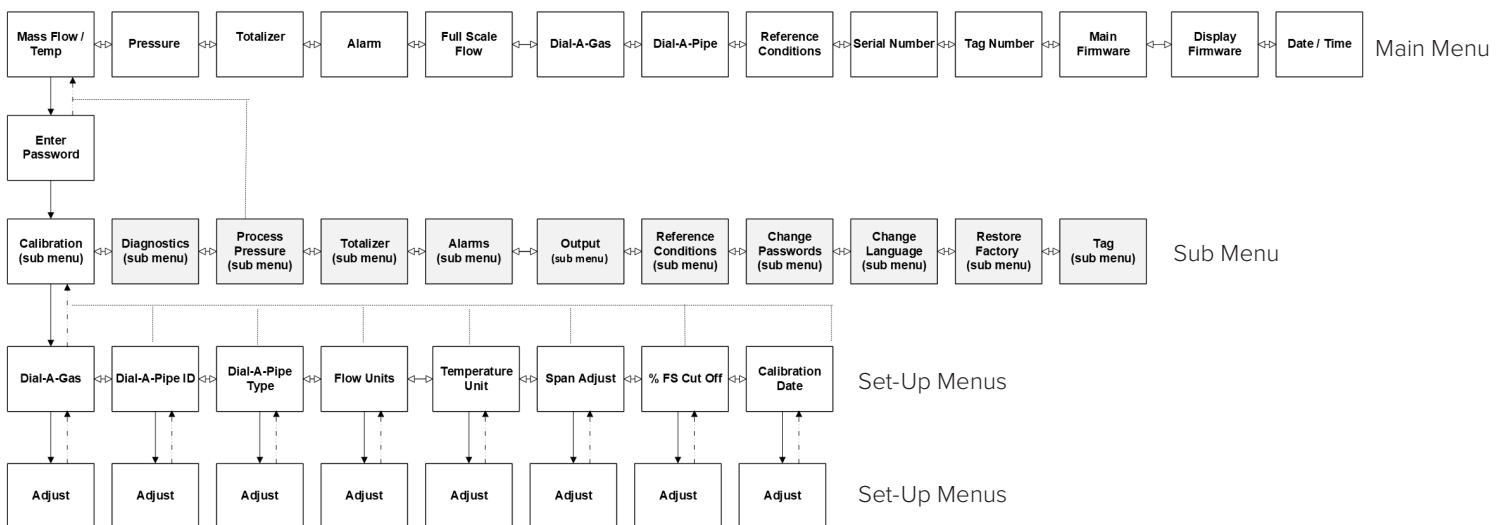 Mass Flow /
Temp
Pressure
Totalizer
Alarm
Full Scale
Flow
Dial-A-Gas
Dial-A-Pipe
Reference
Conditions
Serial Number
Tag Number
Main
Firmware
Display
Firmware
Date / Time
Main Menu
Enter
Password
Calibration
(sub menu)
Diagnostics
(sub menu)
Process
Pressure
(sub menu)
Totalizer
(sub menu)
Alarms
(sub menu)
Output
(sub menu)
Reference
Conditions
(sub menu)
Change
Passwords
(sub menu)
Change
Language
(sub menu)
Restore
Factory
(sub menu)
Tag
(sub menu)
Sub Menu
Dial-A-Gas
Dial-A-Pipe ID
Dial-A-Pipe
Type
Flow Units
Temperature
Unit
Span Adjust
% FS Cut Off
Calibration
Date
Set-Up Menus
Adjust
Adjust
Adjust
Adjust
Adjust
Adjust
Adjust
Adjust
Set-Up Menus